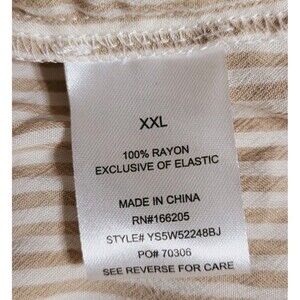 XXL
100% RAYON
EXCLUSIVE OF ELASTIC
MADE IN CHINA
RN#166205
STYLE# YS5W52248BJ
PO# 70306
SEE REVERSE FOR CARE